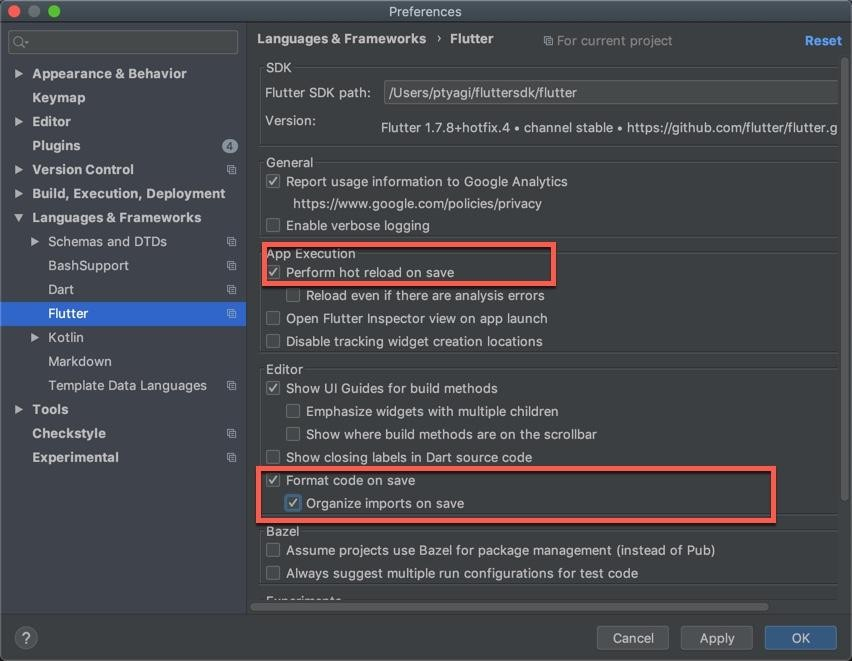 Preferences
Languages & Frameworks › Flutter
For current project
Reset
Appearance & Behavior
Keymap
Editor
Plugins
4
Version Control
Build, Execution, Deployment
Languages & Frameworks
Schemas and DTDs
BashSupport
Dart
Flutter
Kotlin
Markdown
Template Data Languages
Tools
Checkstyle
Experimental
SDK
Flutter SDK path: /Users/ptyagi/fluttersdk/flutter
Version: Flutter 1.7.8+hotfix.4 • channel stable • https://github.com/flutter/flutter.g
General
Report usage information to Google Analytics
https://www.google.com/policies/privacy
Enable verbose logging
App Execution
Perform hot reload on save
Reload even if there are analysis errors
Open Flutter Inspector view on app launch
Disable tracking widget creation locations
Editor
Show UI Guides for build methods
Emphasize widgets with multiple children
Show where build methods are on the scrollbar
Show closing labels in Dart source code
Format code on save
Organize imports on save
Bazel
Assume projects use Bazel for package management (instead of Pub)
Always suggest multiple run configurations for test code
?
Cancel
Apply
OK